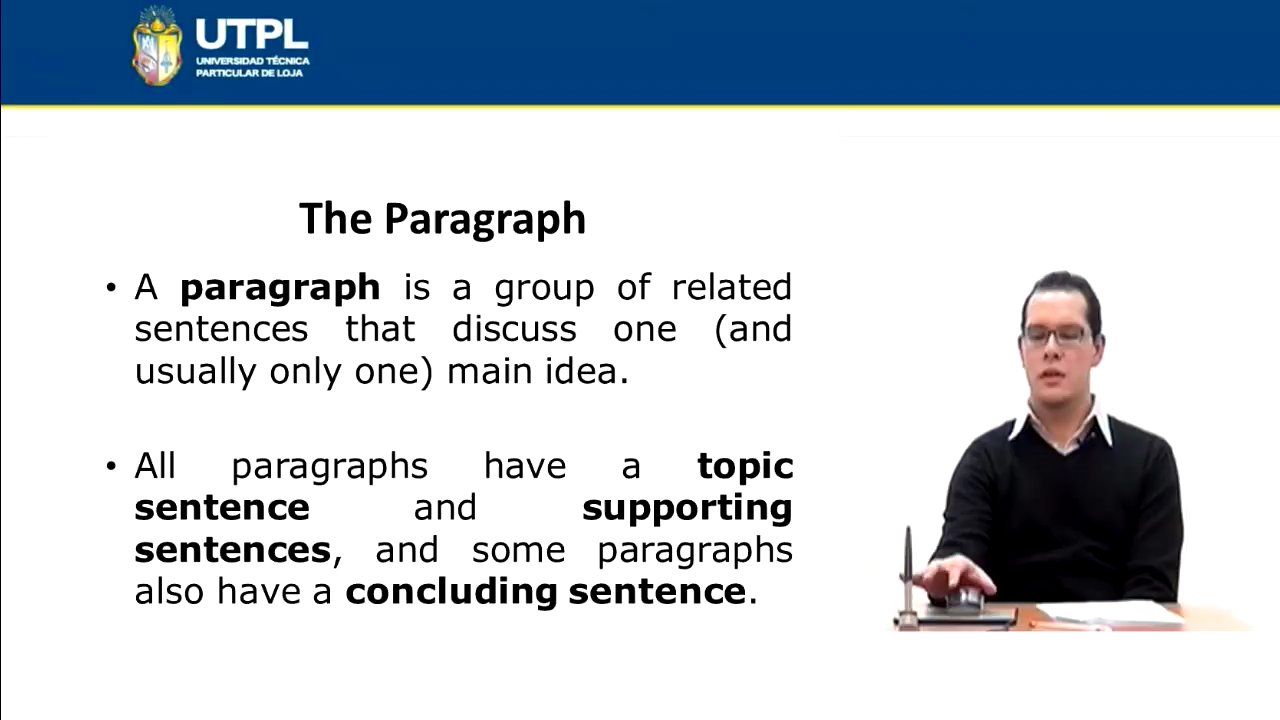 UTPL
UNIVERSIDAD TÉCNICA
PARTICULAR DE LOJA
The Paragraph
• A paragraph is a group of related
sentences that discuss one (and
usually only one) main idea.
• All paragraphs have a topic
sentence and supporting
sentences, and some paragraphs
also have a concluding sentence.